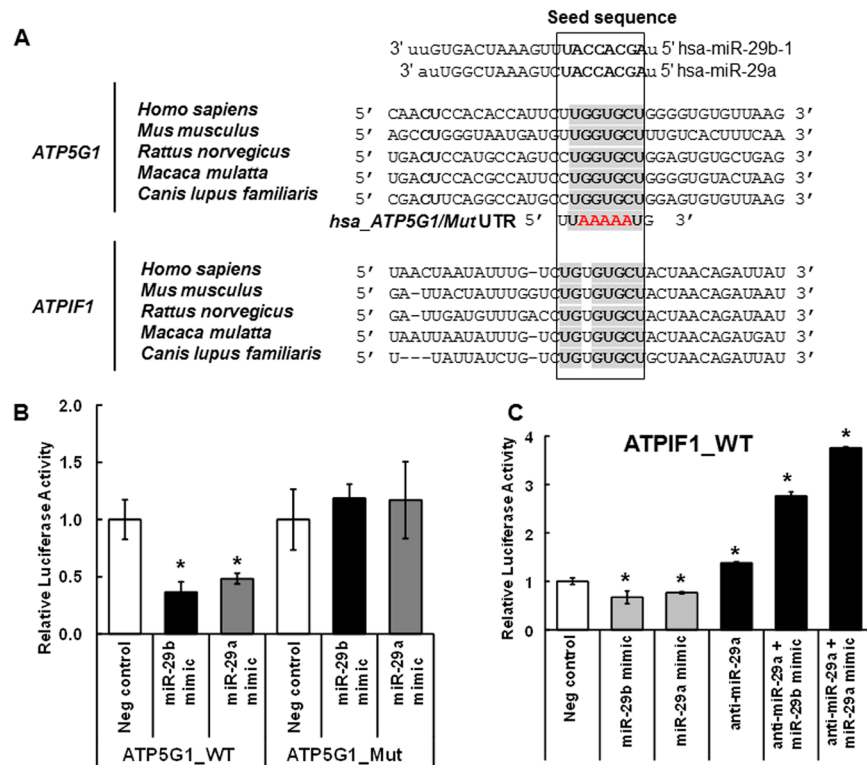 Seed sequence
A
3' uuGUGACUAAAGUUUACCACGAu 5' hsa-miR-29b-1
3' auUGGCUAAAGUCUACCACGAu 5' hsa-miR-29a
ATP5G1
Homo sapiens 5' CAACUCCACACCAUUCUUGGUGCUGGGGUGUGUUAAG 3'
Mus musculus 5' AGCCUGGGUAAUGAUGUUGGUGCUUUGUCACUUUCAA 3'
Rattus norvegicus 5' UGACUCCAUGCCAGUCCUGGUGCUGGAGUGUGCUGAG 3'
Macaca mulatta 5' UGACUCCACGCCAUUCCUGGUGCUGGGGUGUACUAAG 3'
Canis lupus familiaris 5' CGACUUCAGGCCAUGCCUGGUGCUGGAGUGUGUUAAG 3'
hsa_ATP5G1/Mut UTR 5' UUAAAAAUG 3'
ATPIF1
Homo sapiens 5' UAACUAAUAUUUG-UCUGUGUGCUACUAACAGAUUAU 3'
Mus musculus 5' GA-UUACUAUUUGGUCUGUGUGCUACUAACAGAUAAU 3'
Rattus norvegicus 5' GA-UUGAUGUUUGACCUGUGUGCUACUAACAGAUUAU 3'
Macaca mulatta 5' UAAUUAAUAUUUG-UCUGUGUGCUACUAACAGAUGAU 3'
Canis lupus familiaris 5' U---UAUUAUCUG-UCUGUGUGCUGCUAACAGAUUAU 3'
B
Relative Luciferase Activity
2.0
1.5
1.0
0.5
0.0
* *
Neg control
miR-29b mimic
miR-29a mimic
Neg control
miR-29b mimic
miR-29a mimic
ATP5G1_WT
ATP5G1_Mut
C
ATPIF1_WT
Relative Luciferase Activity
4
3
2
1
0
* * * * *
Neg control
miR-29b mimic
miR-29a mimic
anti-miR-29a
anti-miR-29a + miR-29b mimic
anti-miR-29a + miR-29a mimic